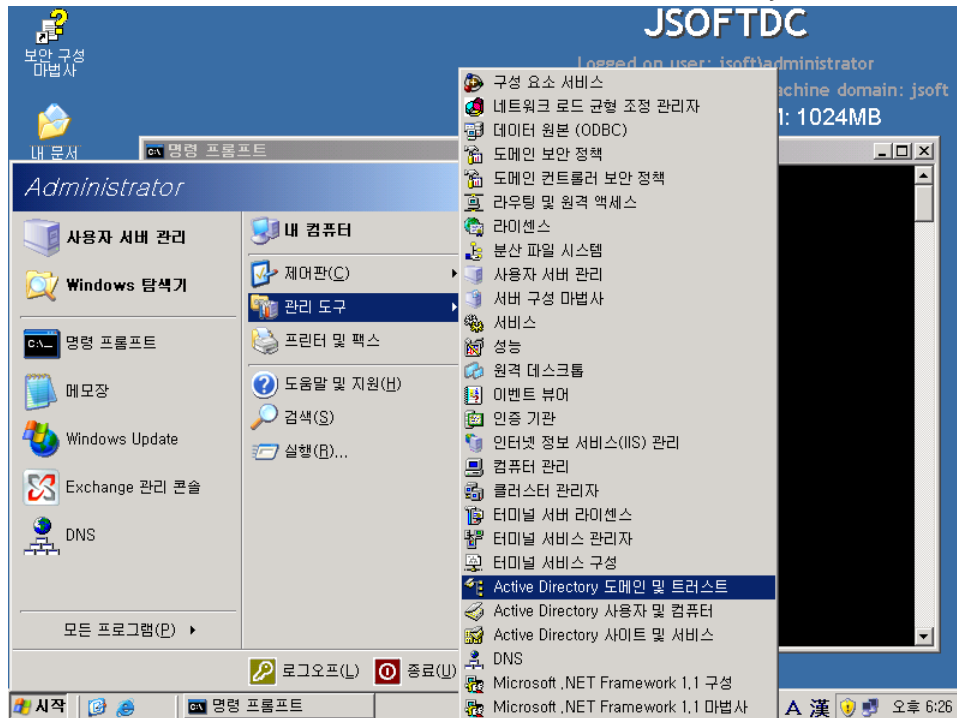 JSOFTDC
Logged on user: jsoft\administrator
achine domain: jsoft
1024MB
보안 구성
마법사
내 문서
명령 프롬프트
Administrator
사용자 서버 관리
Windows 탐색기
명령 프롬프트
메모장
Windows Update
Exchange 관리 콘솔
DNS
모든 프로그램(P)
내 컴퓨터
제어판(C)
관리 도구
프린터 및 팩스
도움말 및 지원(H)
검색(S)
실행(R)...
로그오프(L)
종료(U)
구성 요소 서비스
네트워크 로드 균형 조정 관리자
데이터 원본 (ODBC)
도메인 보안 정책
도메인 컨트롤러 보안 정책
라우팅 및 원격 액세스
라이센스
분산 파일 시스템
사용자 서버 관리
서버 구성 마법사
서비스
성능
원격 데스크톱
이벤트 뷰어
인증 기관
인터넷 정보 서비스(IIS) 관리
컴퓨터 관리
클러스터 관리자
터미널 서버 라이센스
터미널 서비스 관리자
터미널 서비스 구성
Active Directory 도메인 및 트러스트
Active Directory 사용자 및 컴퓨터
Active Directory 사이트 및 서비스
DNS
Microsoft .NET Framework 1.1 구성
Microsoft .NET Framework 1.1 마법사
시작
명령 프롬프트
A 漢
오후 6:26